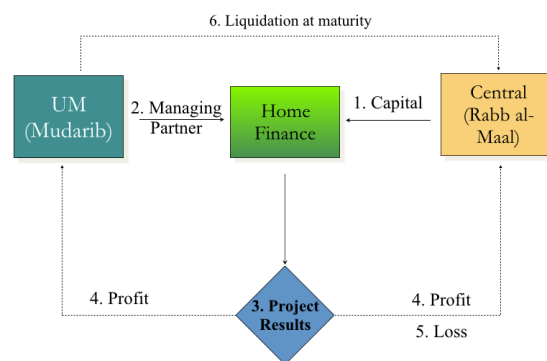 6. Liquidation at maturity
UM
(Mudarib)
2. Managing
Partner
Home
Finance
1. Capital
Central
(Rabb al-
Maal)
3. Project
Results
4. Profit
4. Profit
5. Loss